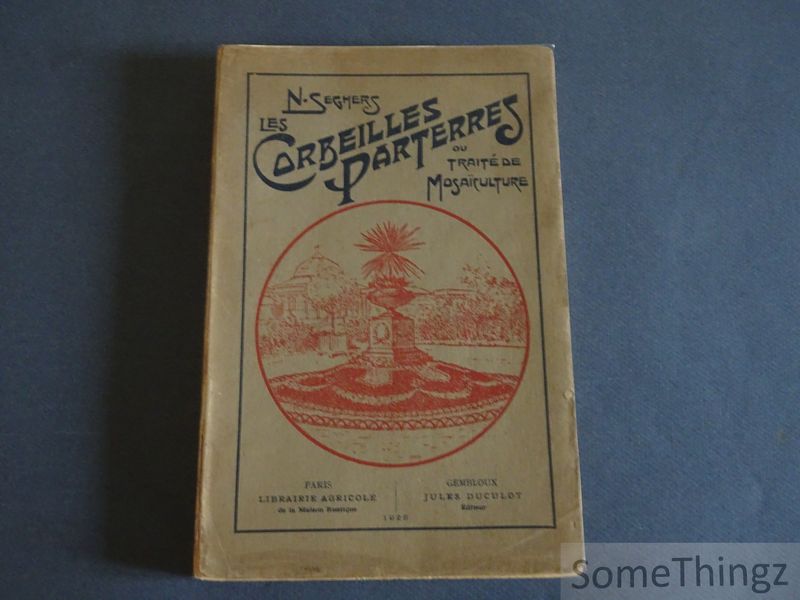 N. SEGHERS
LES
CORBEILLES
PARTERRES
OU
TRAITÉ DE
MOSAÏCULTURE
PARIS
LIBRAIRIE AGRICOLE
de la Maison Rustique
GEMBLOUX
JULES DUCULOT
Éditeur
SomeThingz